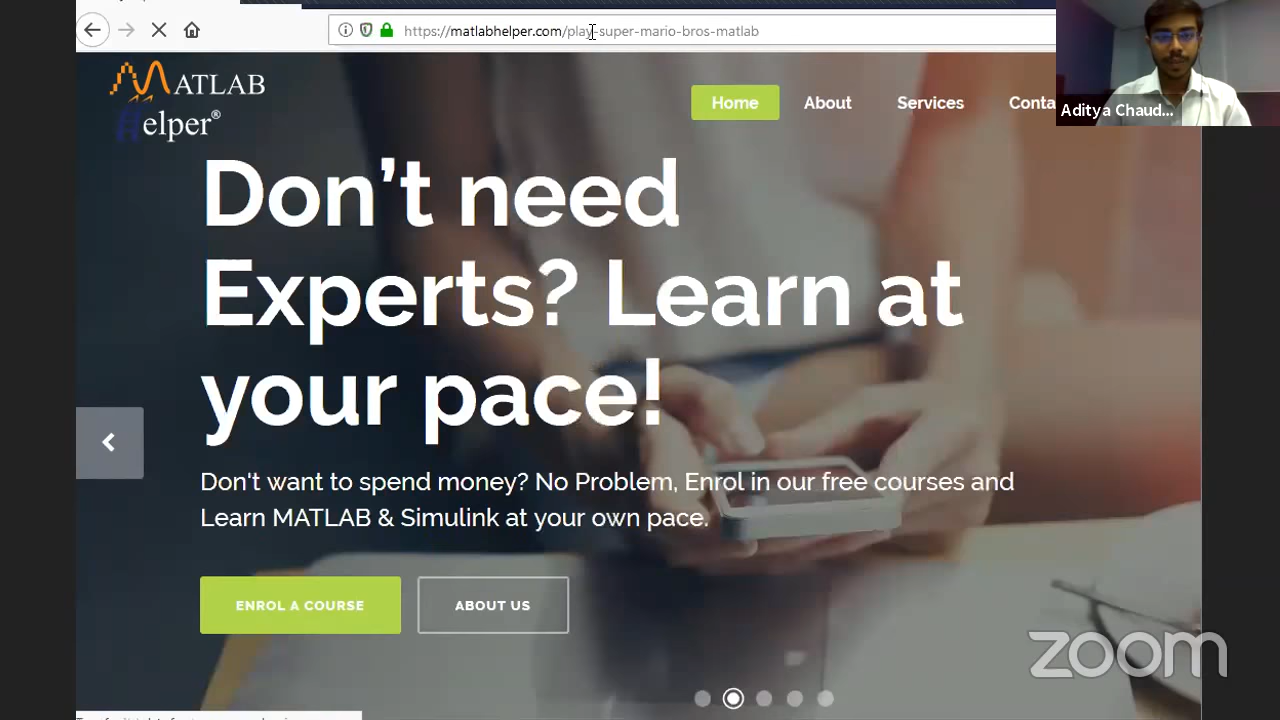 https://matlabhelper.com/play-super-mario-bros-matlab
MATLAB
Helper®
Home
About
Services
Conta
Aditya Chaud...
Don't need
Experts? Learn at
your pace!
Don't want to spend money? No Problem, Enrol in our free courses and
Learn MATLAB & Simulink at your own pace.
ENROL A COURSE
ABOUT US
zoom